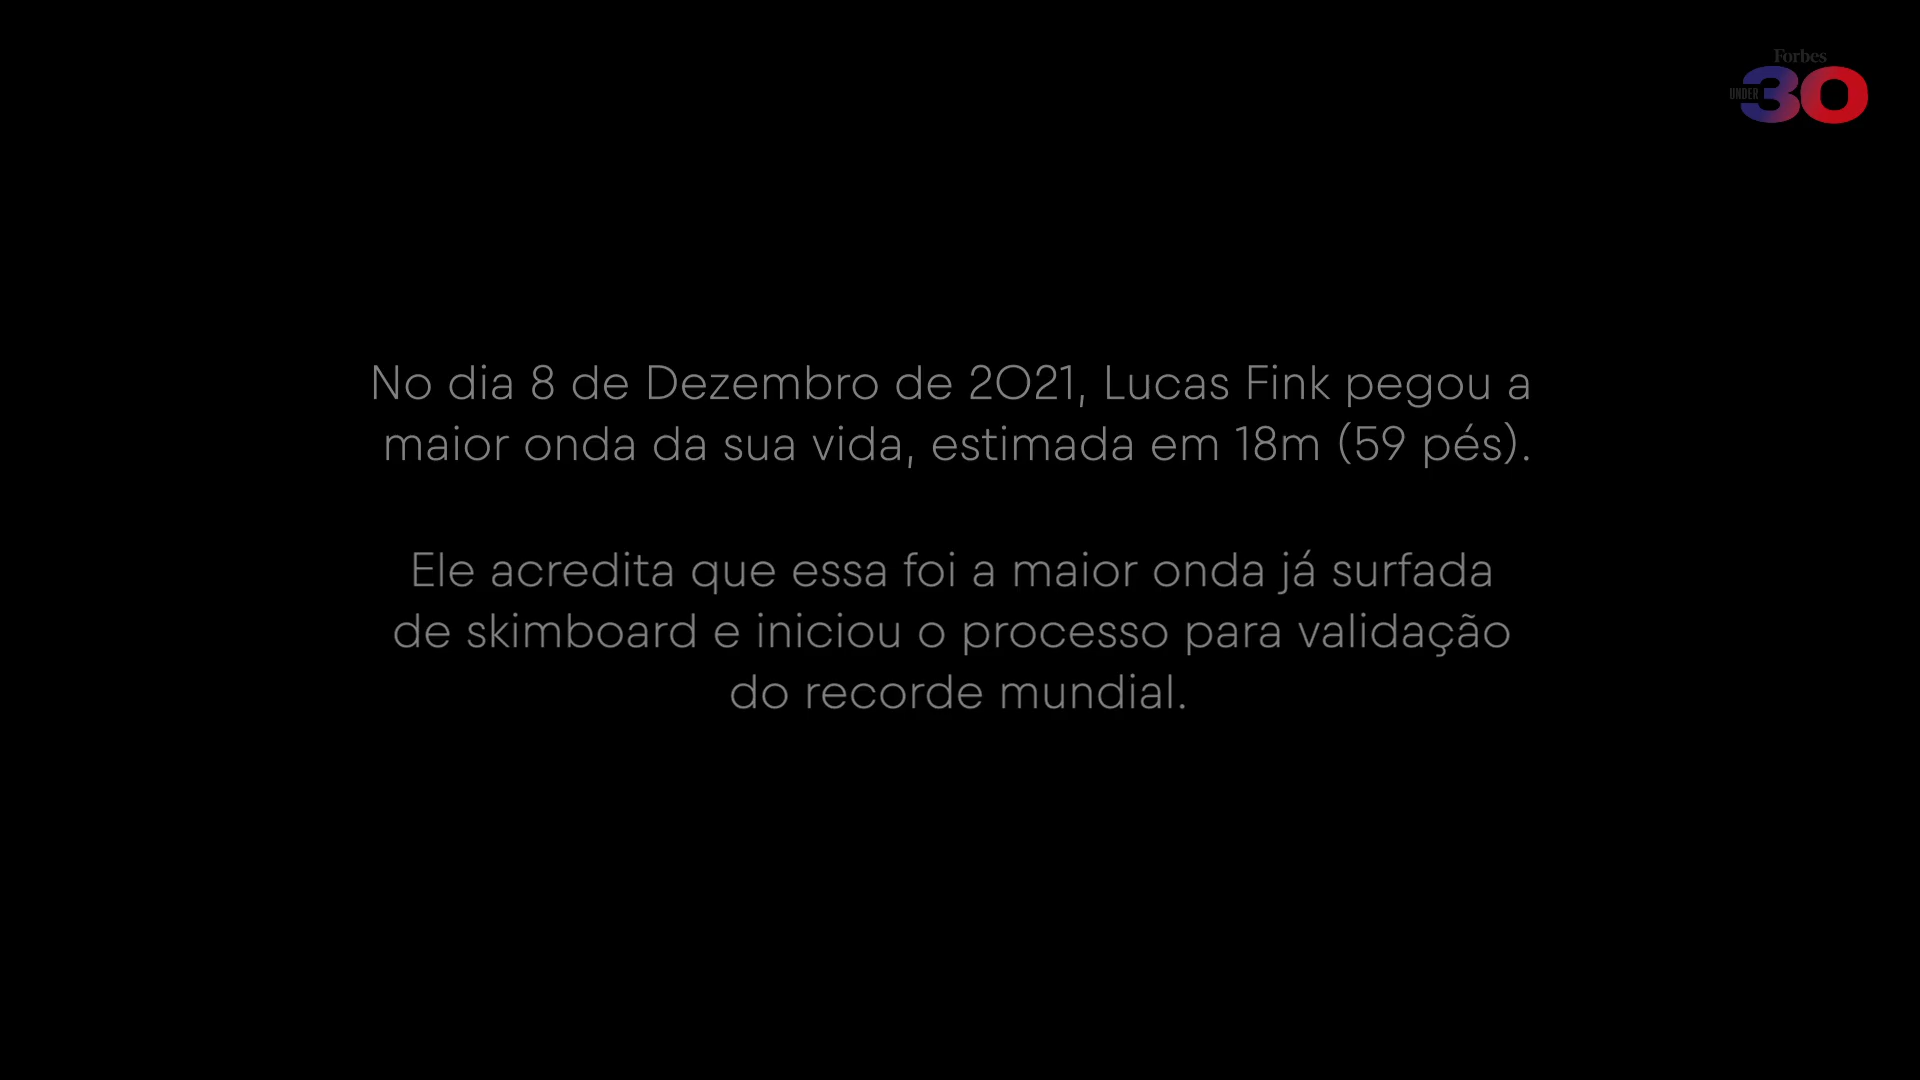 Forbes
UNDER 30
No dia 8 de Dezembro de 2021, Lucas Fink pegou a
maior onda da sua vida, estimada em 18m (59 pés).
Ele acredita que essa foi a maior onda já surfada
de skimboard e iniciou o processo para validação
do recorde mundial.